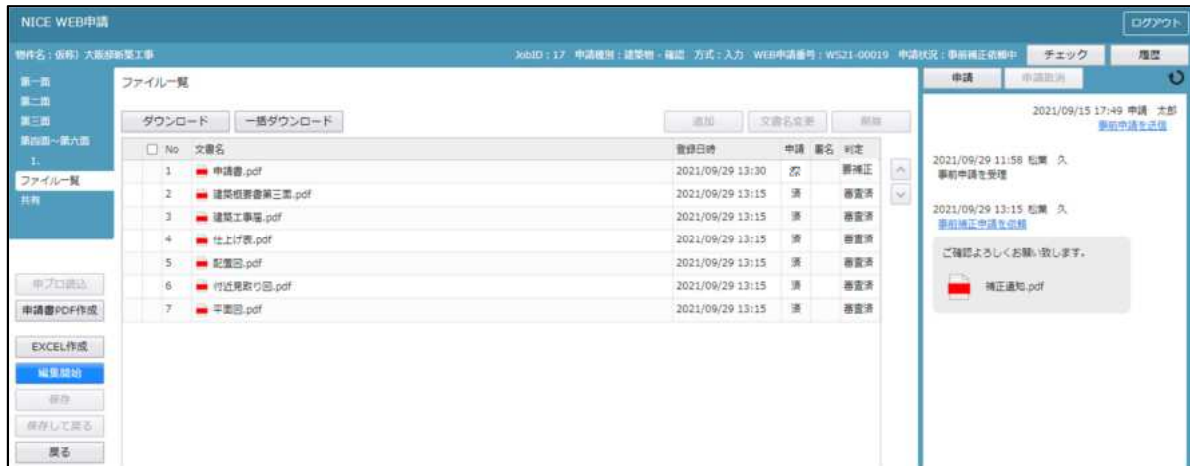 NICE WEB申請
ログアウト
物件名：仮称）大阪邸新築工事
JobID：17 申請種別：建築物 - 確認 方式：入力 WEB申請番号：WS21-00019 申請状況：事前補正依頼中
チェック
履歴
第一面
第二面
第三面
第四面～第六面
1.
ファイル一覧
共有
申プロ読込
申請書PDF作成
EXCEL作成
編集開始
保存
保存して戻る
戻る
ファイル一覧
ダウンロード
一括ダウンロード
追加
文書名変更
削除
No 文書名 登録日時 申請 署名 判定
1 申請書.pdf 2021/09/29 13:30 要補正
2 建築概要書第三面.pdf 2021/09/29 13:15 済 審査済
3 建築工事届.pdf 2021/09/29 13:15 済 審査済
4 仕上げ表.pdf 2021/09/29 13:15 済 審査済
5 配置図.pdf 2021/09/29 13:15 済 審査済
6 付近見取り図.pdf 2021/09/29 13:15 済 審査済
7 平面図.pdf 2021/09/29 13:15 済 審査済
申請
申請取消
2021/09/15 17:49 申請 太郎
事前申請を送信
2021/09/29 11:58 松葉 久
事前申請を受理
2021/09/29 13:15 松葉 久
事前補正申請を依頼
ご確認よろしくお願い致します。
補正通知.pdf